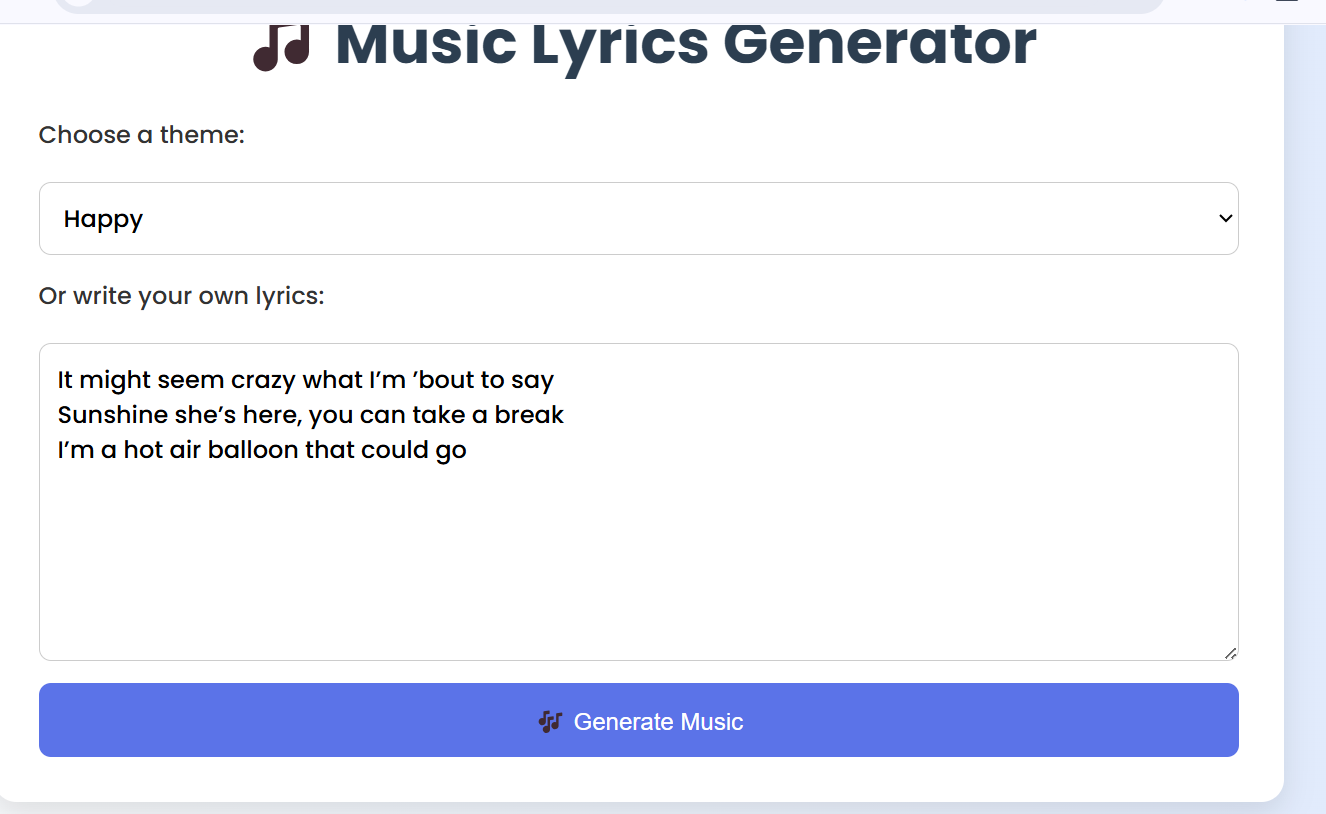 Music Lyrics Generator
Choose a theme:
Happy
Or write your own lyrics:
It might seem crazy what I’m ’bout to say
Sunshine she’s here, you can take a break
I’m a hot air balloon that could go
Generate Music